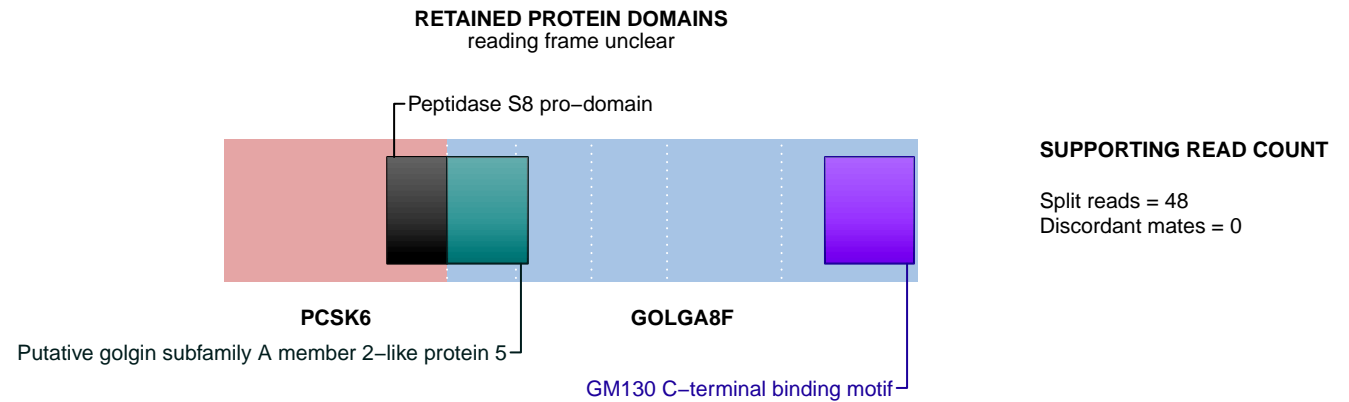 RETAINED PROTEIN DOMAINS
reading frame unclear
Peptidase S8 pro−domain
SUPPORTING READ COUNT
Split reads = 48
Discordant mates = 0
PCSK6
GOLGA8F
Putative golgin subfamily A member 2−like protein 5
GM130 C−terminal binding motif